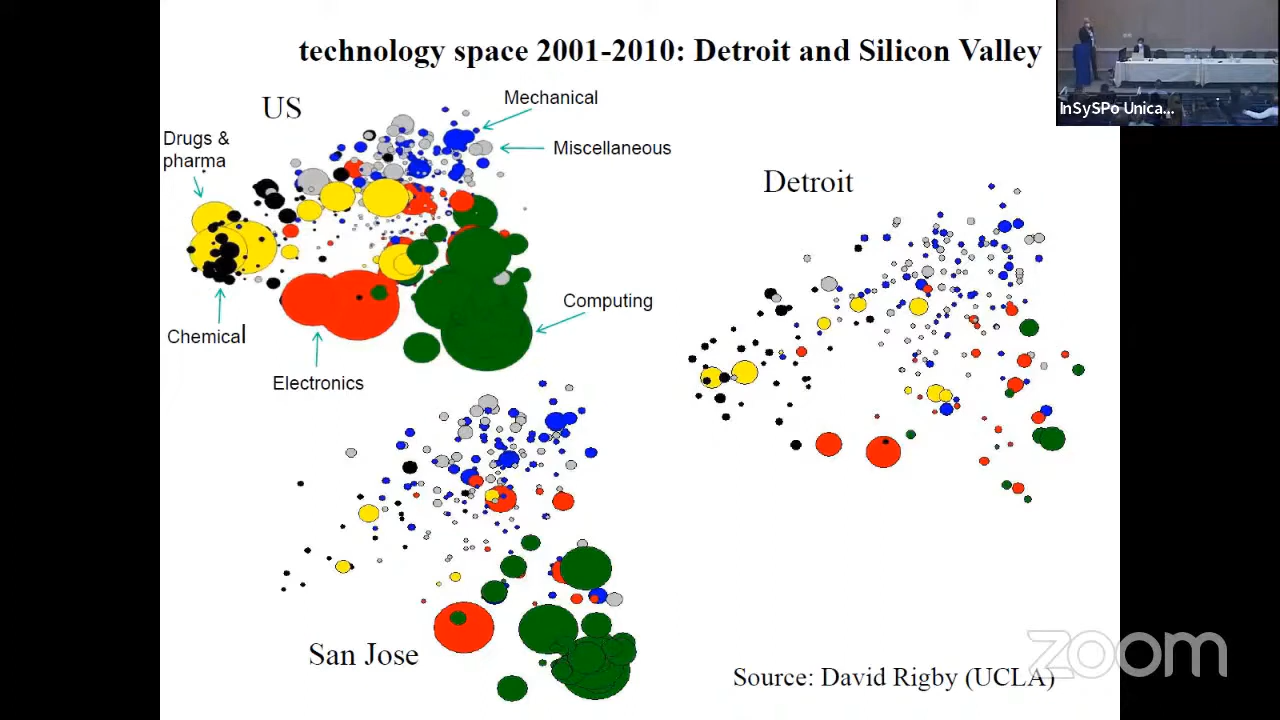 technology space 2001-2010: Detroit and Silicon Valley
InSySPo Unica...
US
Mechanical
Drugs &
pharma
Miscellaneous
Detroit
Computing
Chemical
Electronics
San Jose
Source: David Rigby (UCLA)
zoom